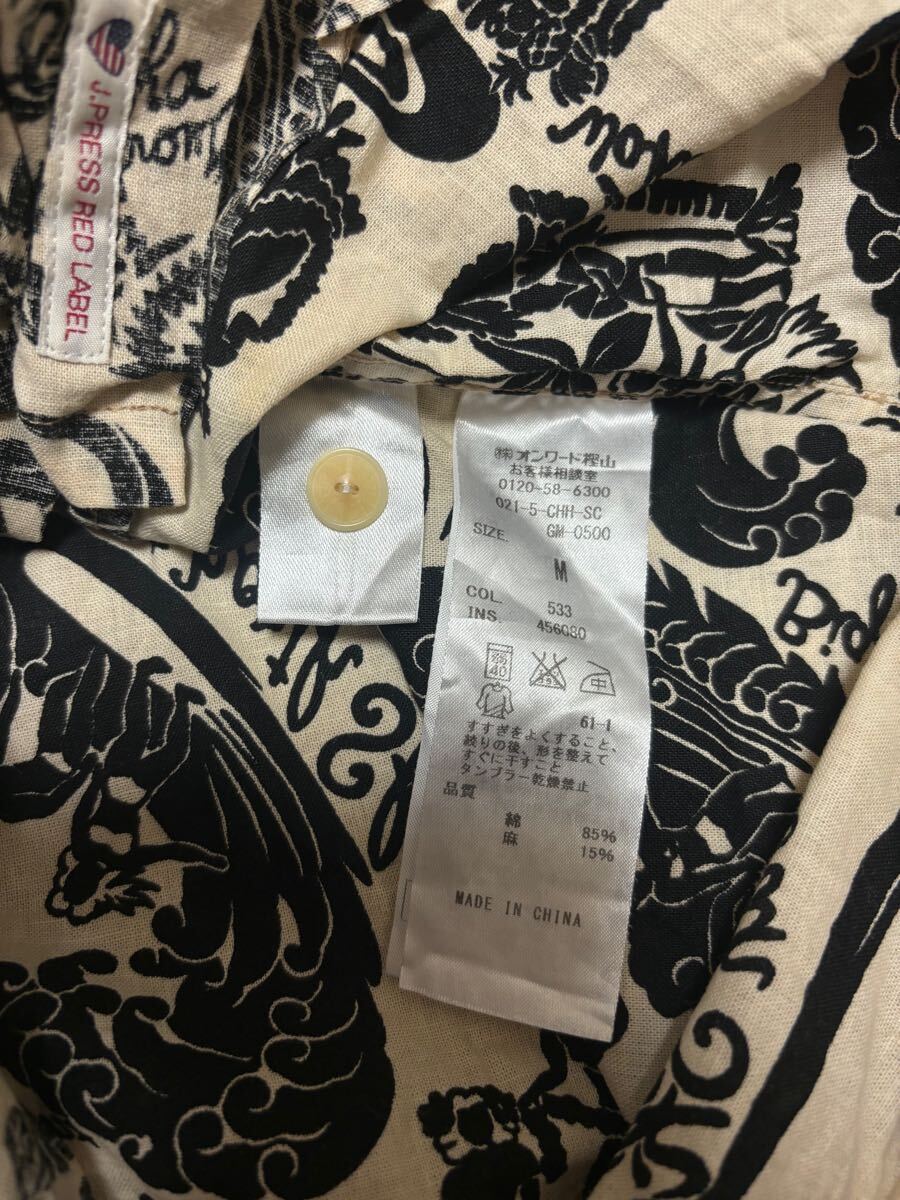 J.PRESS RED LABEL
㈱オンワード樫山
お客様相談室
0120-58-6300
021-5-CHH-SC
SIZE. GM-0500
M
COL. 533
INS. 456080
40
中
61-1
すすぎをよくすること、
絞りの後、形を整えて
すぐに干すこと
タンブラー乾燥禁止
品質
綿 85%
麻 15%
MADE IN CHINA